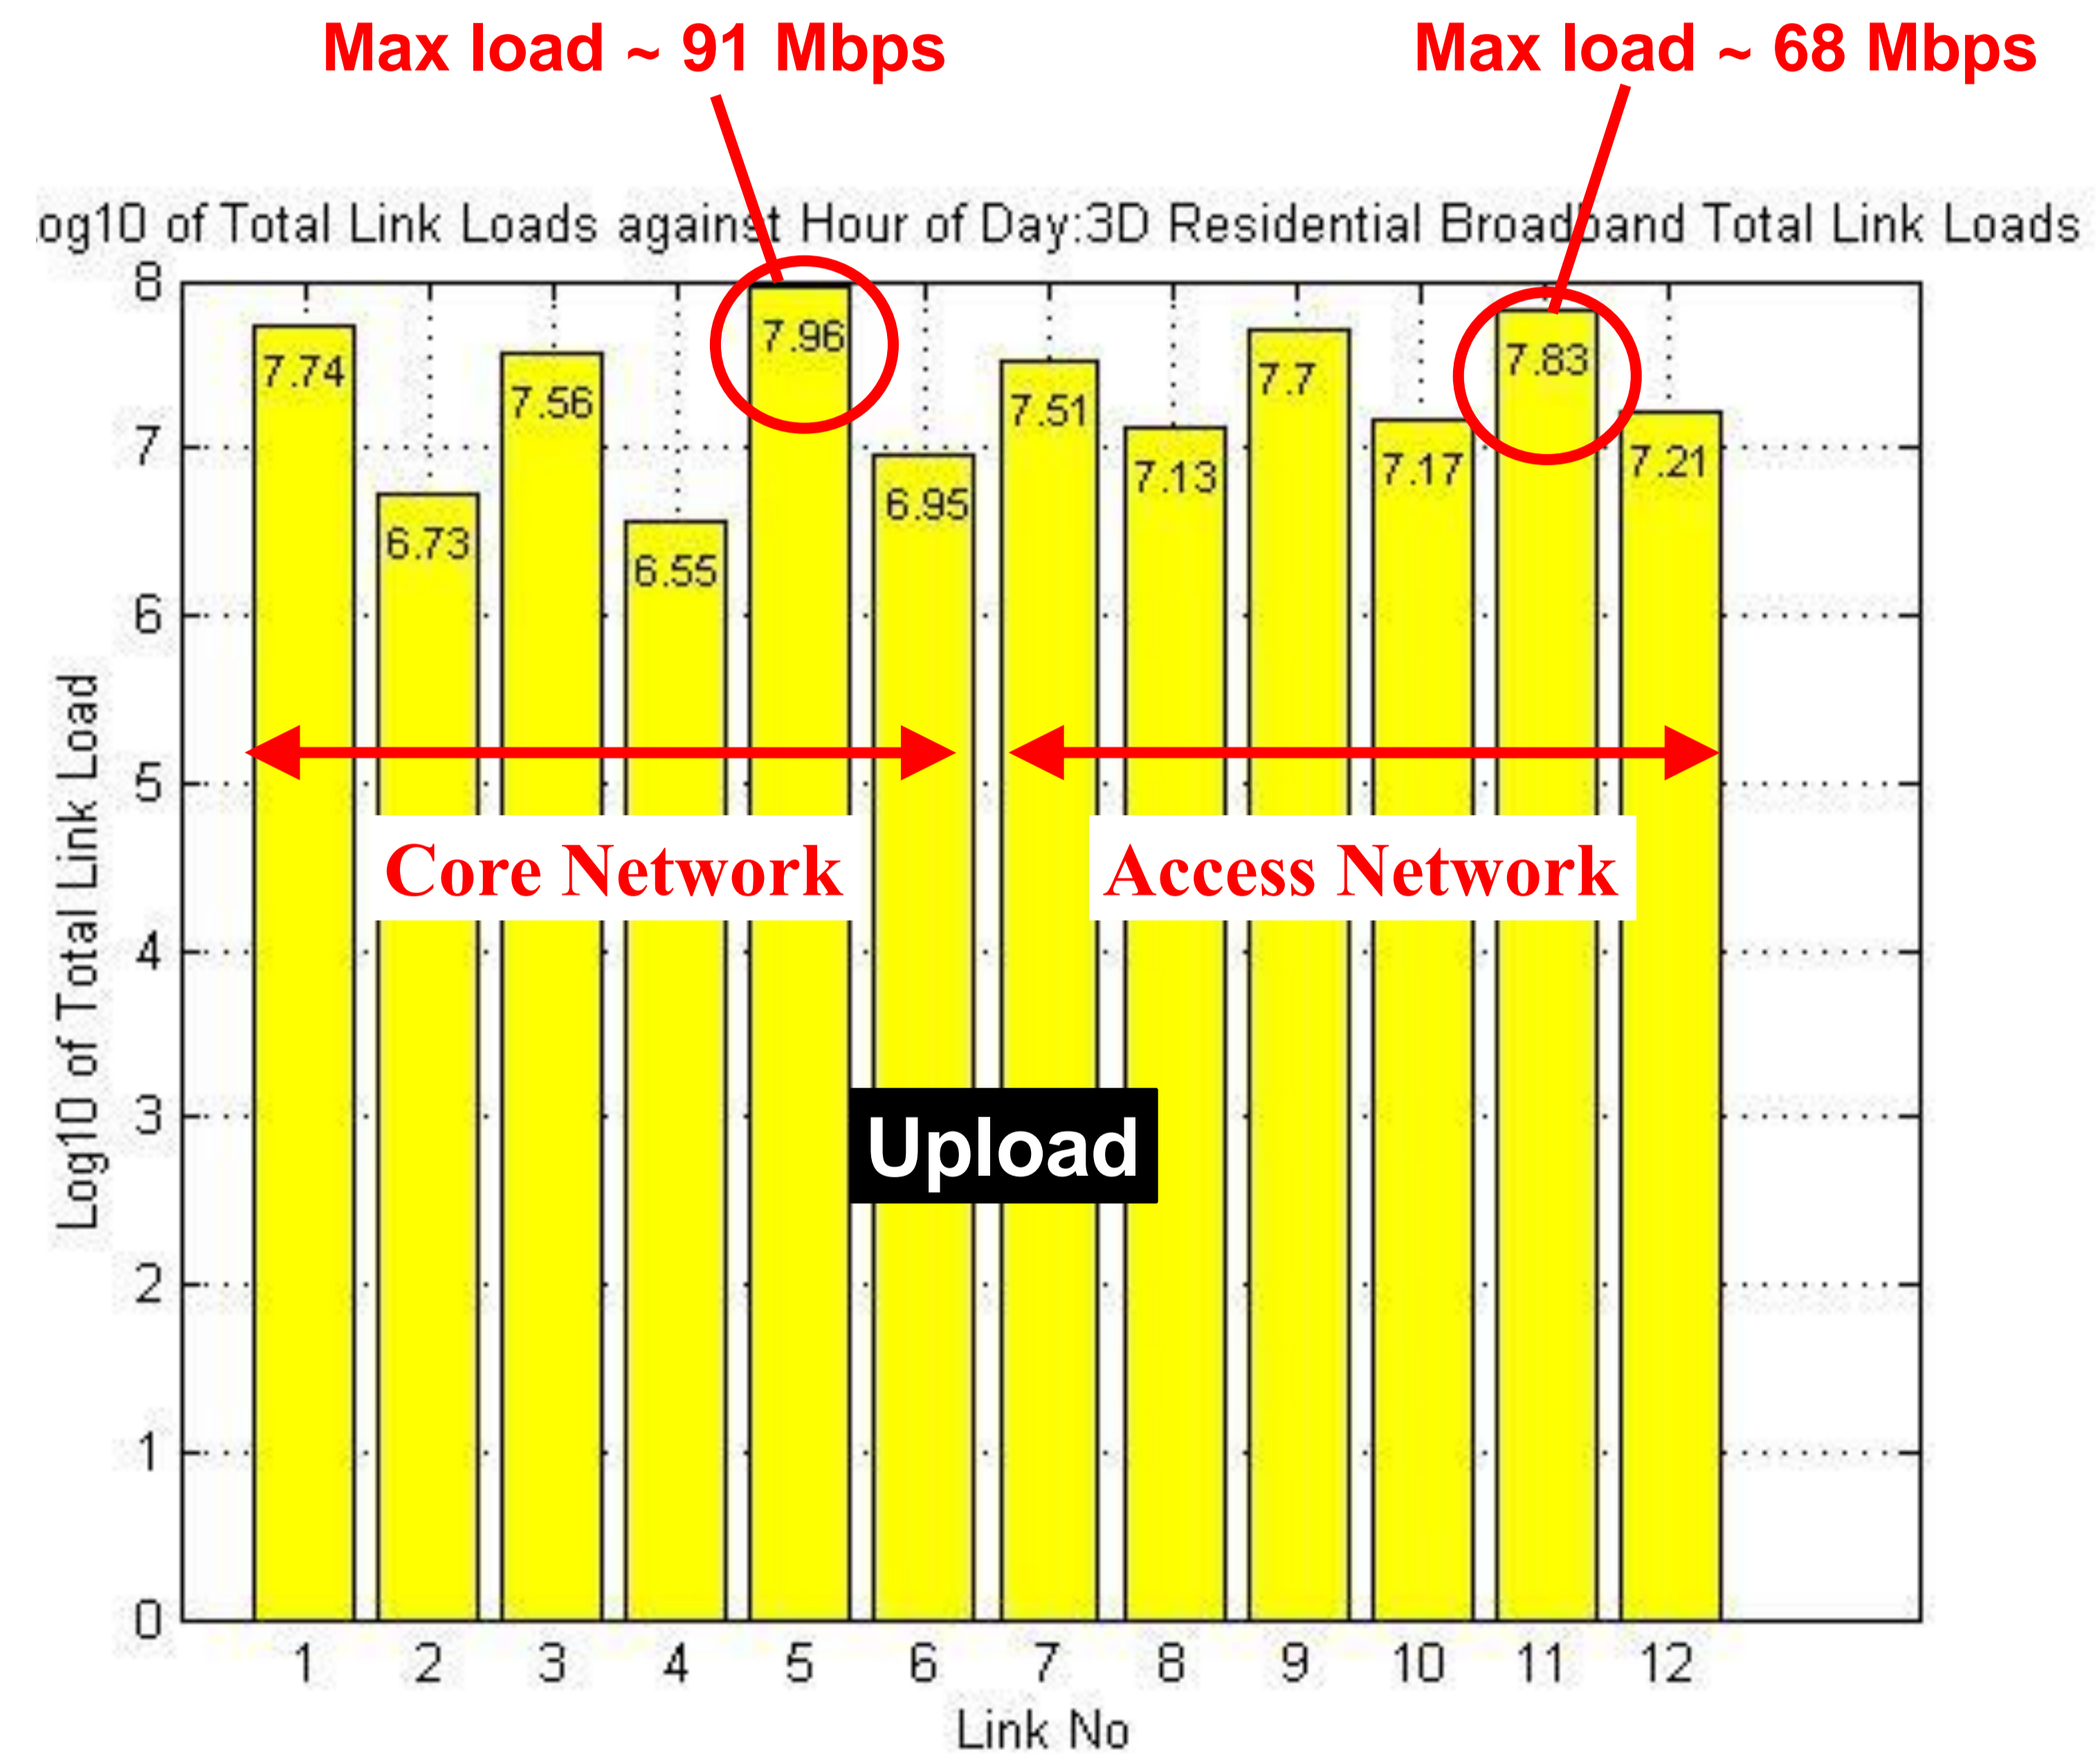 Max load ~ 91 Mbps
Max load ~ 68 Mbps
og10 of Total Link Loads against Hour of Day:3D Residential Broadband Total Link Loads
8
7
6
5
4
3
2
1
0
Log10 of Total Link Load
7.74
6.73
7.56
6.55
7.96
6.95
7.51
7.13
7.7
7.17
7.83
7.21
Core Network
Access Network
Upload
1 2 3 4 5 6 7 8 9 10 11 12
Link No